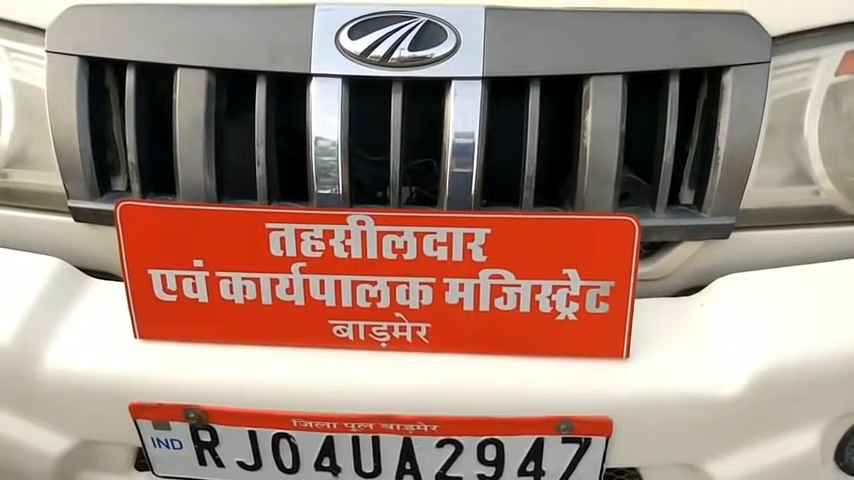 तहसीलदार
एवं कार्यपालक मजिस्ट्रेट
बाड़मेर
जिला पूल बाड़मेर
IND RJ04UA2947